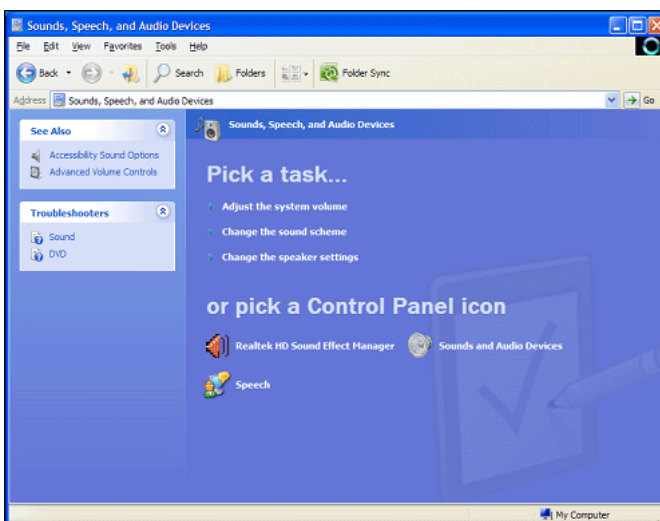 Sounds, Speech, and Audio Devices
File Edit View Favorites Tools Help
Back Search Folders Folder Sync
Address Sounds, Speech, and Audio Devices Go
See Also
Accessibility Sound Options
Advanced Volume Controls
Troubleshooters
Sound
DVD
Sounds, Speech, and Audio Devices
Pick a task...
Adjust the system volume
Change the sound scheme
Change the speaker settings
or pick a Control Panel icon
Realtek HD Sound Effect Manager Sounds and Audio Devices
Speech
My Computer